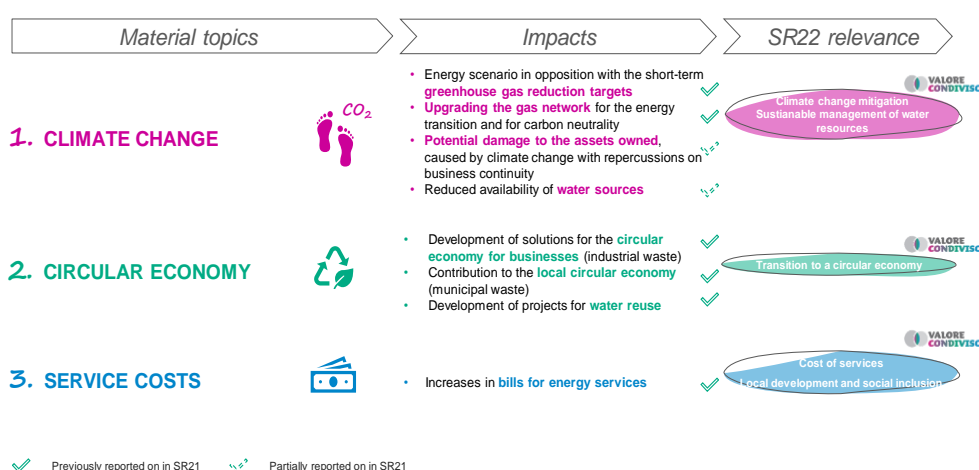 Material topics
Impacts
SR22 relevance
1. CLIMATE CHANGE
CO2
• Energy scenario in opposition with the short-term
greenhouse gas reduction targets
• Upgrading the gas network for the energy
transition and for carbon neutrality
• Potential damage to the assets owned,
caused by climate change with repercussions on
business continuity
• Reduced availability of water sources
VALORE
CONDIVISO
Climate change mitigation
Sustianable management of water
resources
2. CIRCULAR ECONOMY
• Development of solutions for the circular
economy for businesses (industrial waste)
• Contribution to the local circular economy
(municipal waste)
• Development of projects for water reuse
VALORE
CONDIVISO
Transition to a circular economy
3. SERVICE COSTS
• Increases in bills for energy services
VALORE
CONDIVISO
Cost of services
Local development and social inclusion
Previously reported on in SR21
Partially reported on in SR21